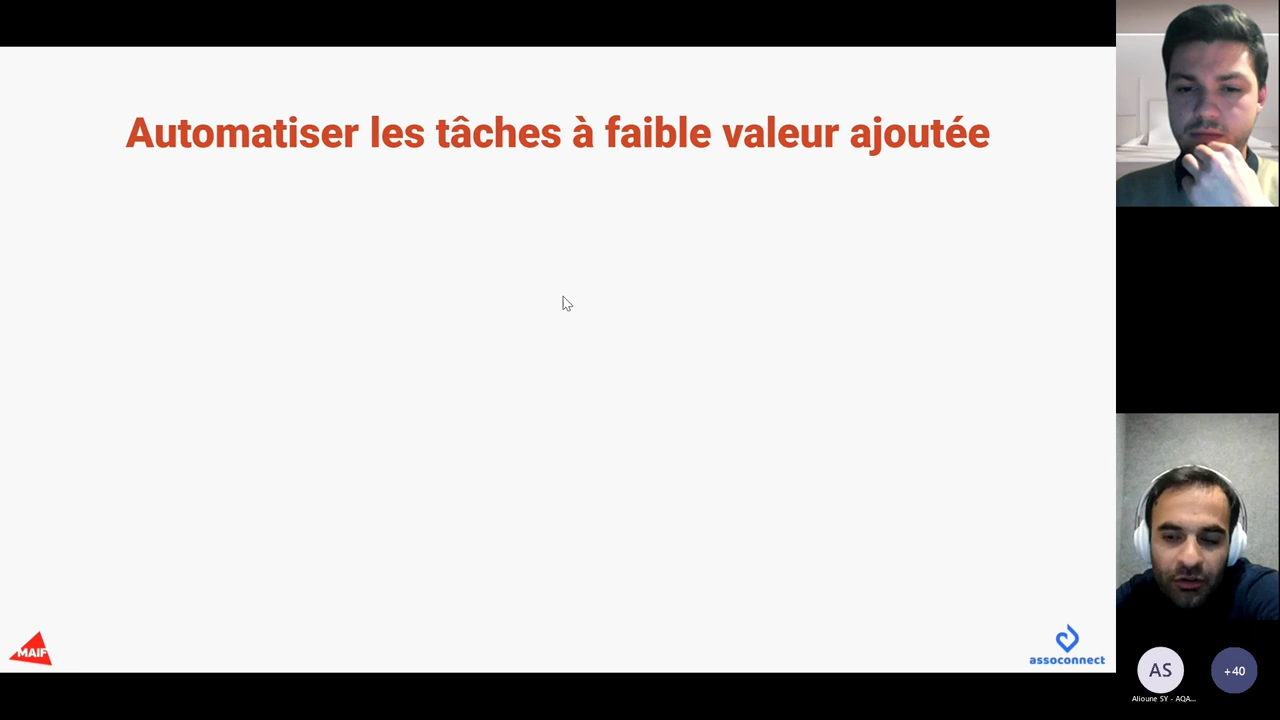 Automatiser les tâches à faible valeur ajoutée
MAIF
assoconnect
AS
+40
Alioune SY - AQA...